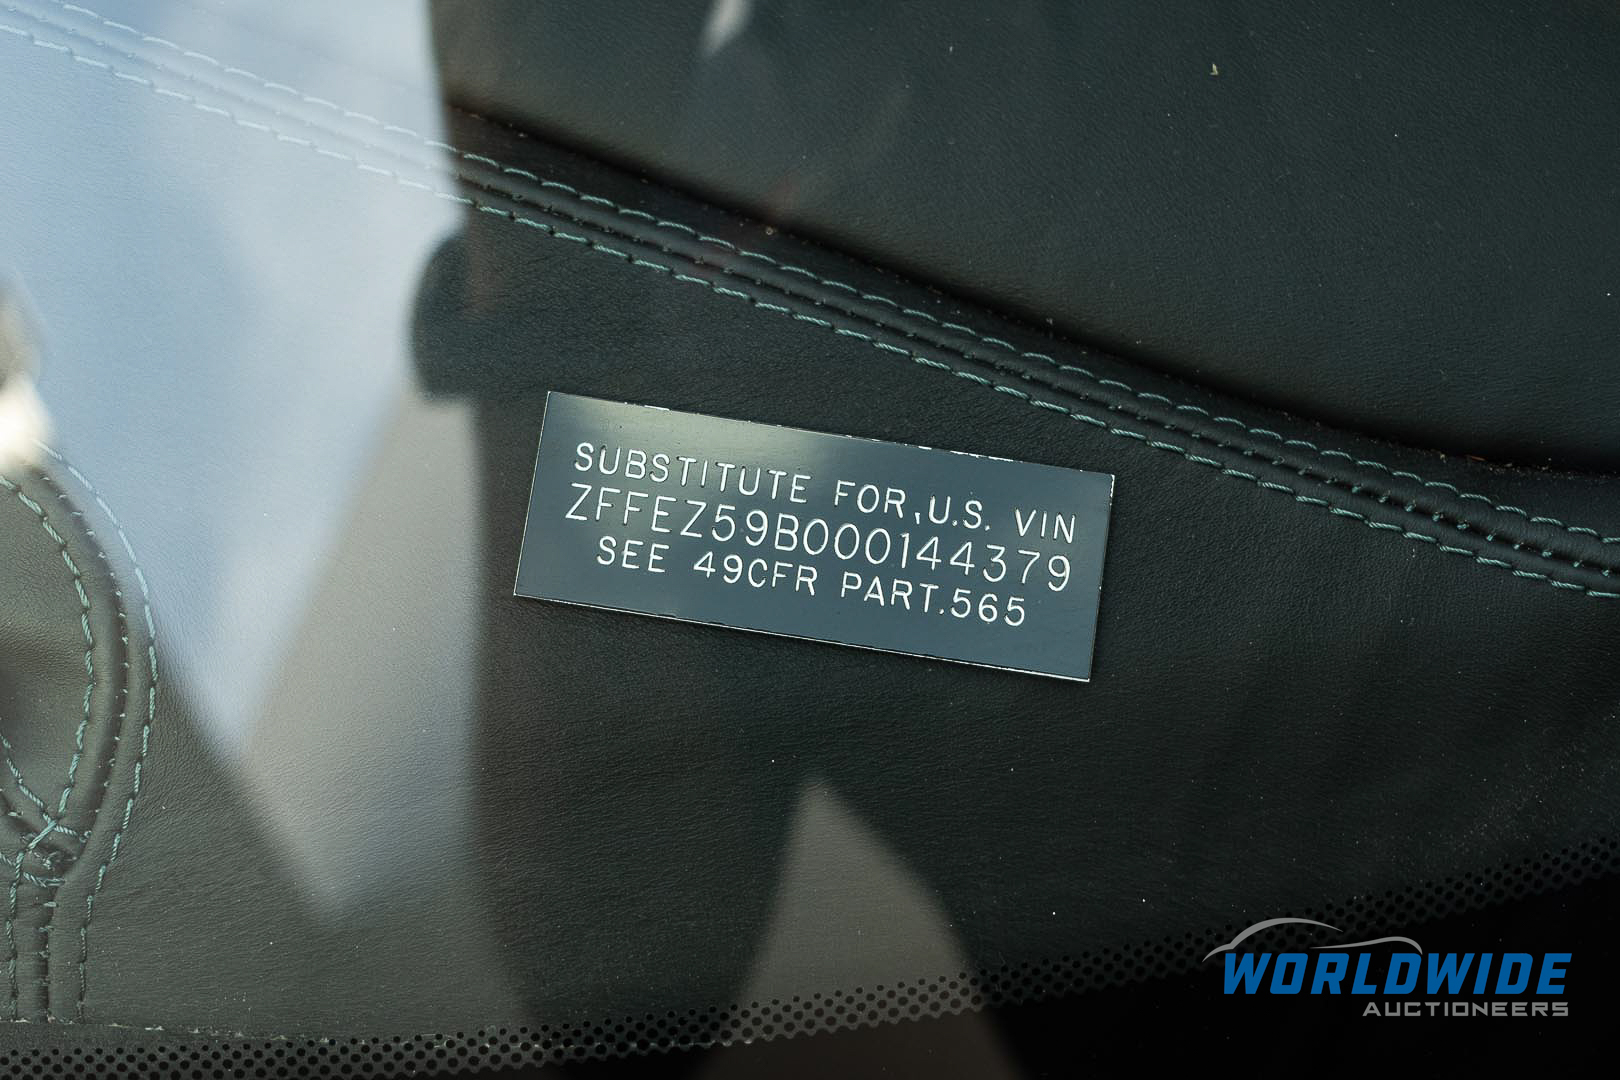 SUBSTITUTE FOR,U.S. VIN
ZFFEZ59B000144379
SEE 49CFR PART.565
WORLDWIDE
AUCTIONEERS